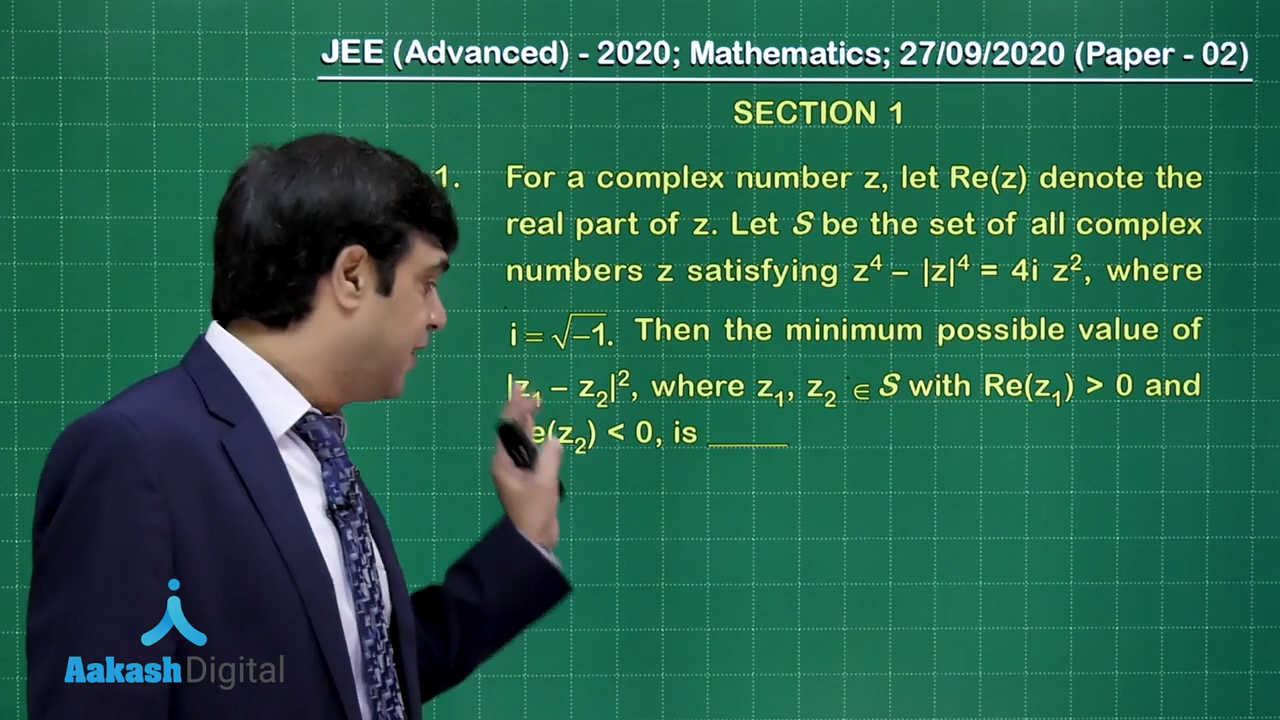 JEE (Advanced) - 2020; Mathematics; 27/09/2020 (Paper - 02)
SECTION 1
1. For a complex number z, let Re(z) denote the
real part of z. Let S be the set of all complex
numbers z satisfying z⁴ – |z|⁴ = 4i z², where
i = √–1. Then the minimum possible value of
|z₁ – z₂|², where z₁, z₂ ∈ S with Re(z₁) > 0 and
e(z₂) < 0, is _____
Aakash Digital